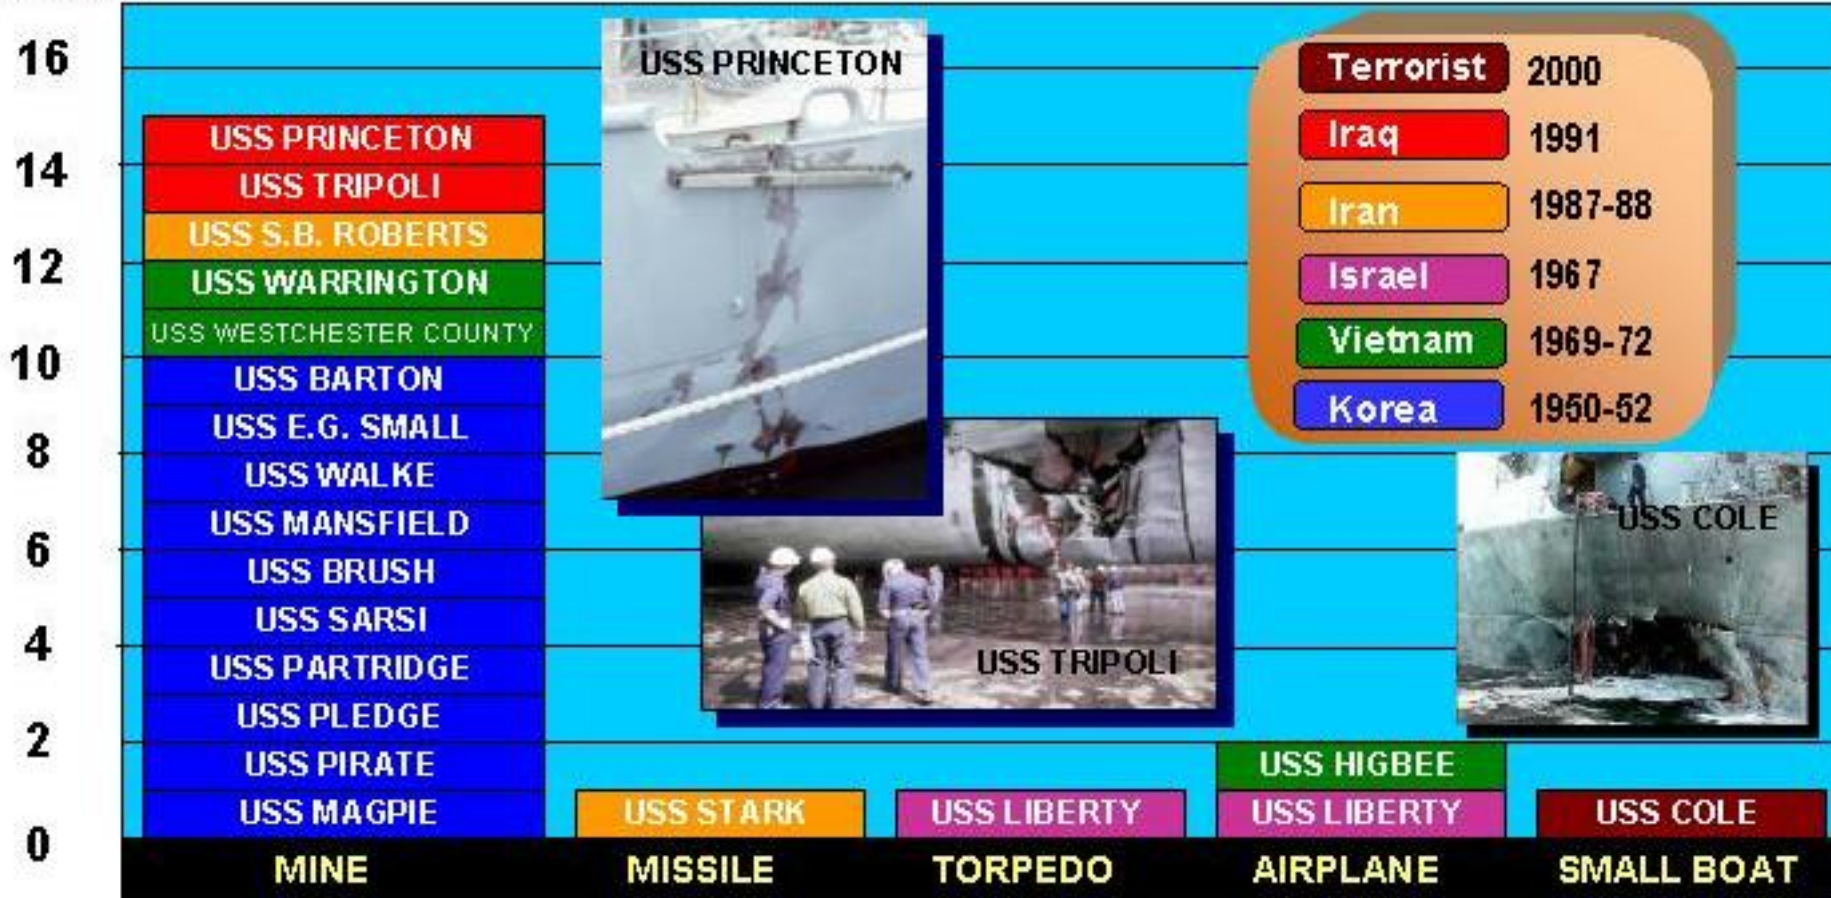 16
14
12
10
8
6
4
2
0
USS PRINCETON
USS TRIPOLI
USS S.B. ROBERTS
USS WARRINGTON
USS WESTCHESTER COUNTY
USS BARTON
USS E.G. SMALL
USS WALKE
USS MANSFIELD
USS BRUSH
USS SARSI
USS PARTRIDGE
USS PLEDGE
USS PIRATE
USS MAGPIE
USS STARK
USS LIBERTY
USS HIGBEE
USS LIBERTY
USS COLE
MINE
MISSILE
TORPEDO
AIRPLANE
SMALL BOAT
USS PRINCETON
USS TRIPOLI
USS COLE
Terrorist 2000
Iraq 1991
Iran 1987-88
Israel 1967
Vietnam 1969-72
Korea 1950-52